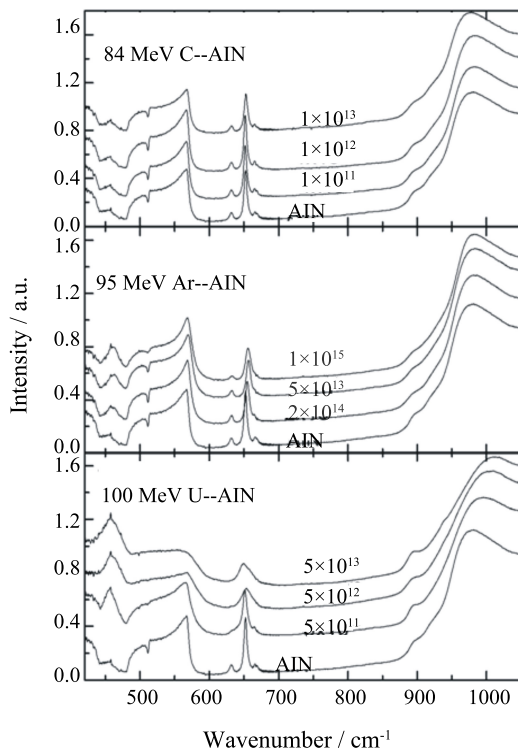 1.6
84 MeV C--AlN
1.2
1×10¹³
0.8
1×10¹²
0.4
1×10¹¹
AlN
0.0
1.6
95 MeV Ar--AlN
1.2
0.8
1×10¹⁵
5×10¹³
0.4
2×10¹⁴
AlN
0.0
1.6
100 MeV U--AlN
1.2
5×10¹³
0.8
5×10¹²
0.4
5×10¹¹
AlN
0.0
500 600 700 800 900 1000
Wavenumber / cm⁻¹
Intensity / a.u.